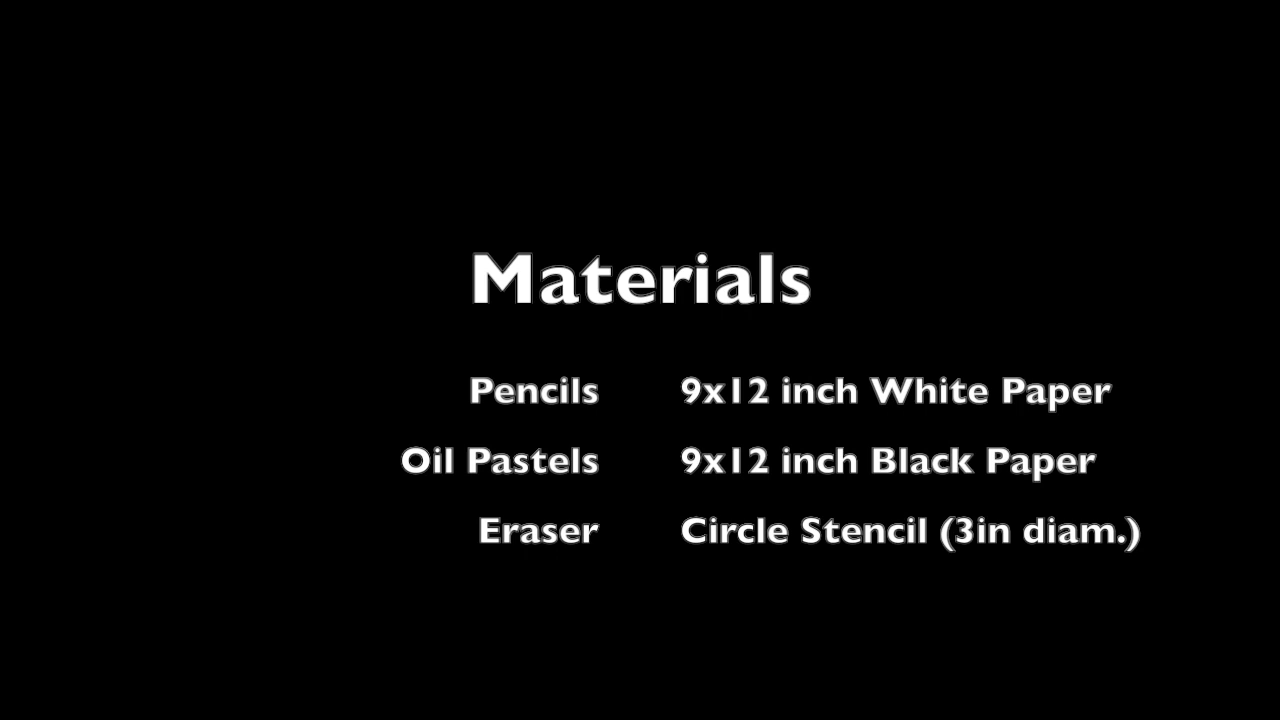 Materials
Pencils 9x12 inch White Paper
Oil Pastels 9x12 inch Black Paper
Eraser Circle Stencil (3in diam.)